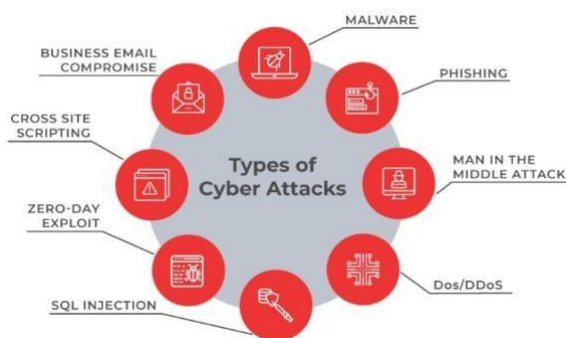 MALWARE
BUSINESS EMAIL
COMPROMISE
PHISHING
CROSS SITE
SCRIPTING
Types of
Cyber Attacks
MAN IN THE
MIDDLE ATTACK
ZERO-DAY
EXPLOIT
Dos/DDoS
SQL INJECTION